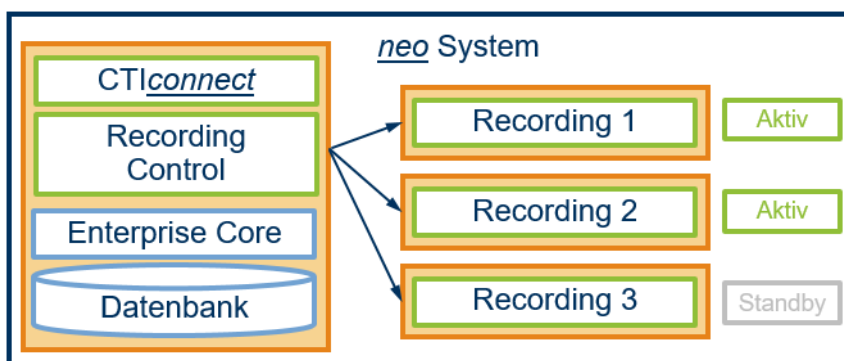 neo System
CTIconnect
Recording
Control
Enterprise Core
Datenbank
Recording 1
Aktiv
Recording 2
Aktiv
Recording 3
Standby